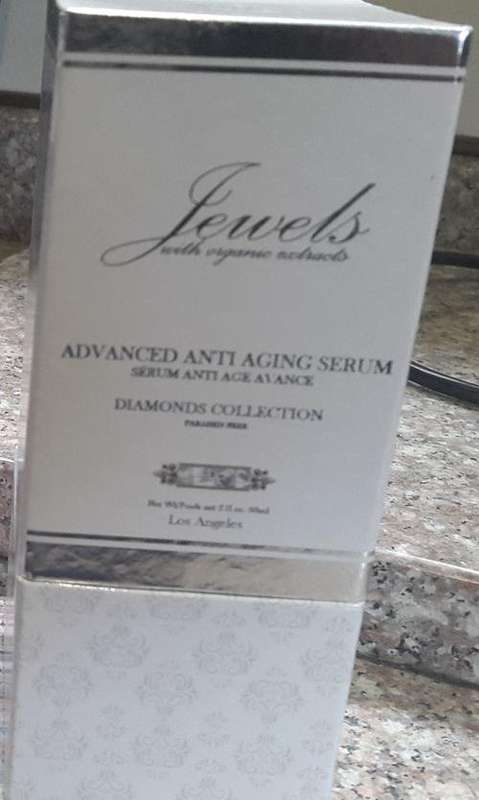 Jewels
with organic extracts
ADVANCED ANTI AGING SERUM
SERUM ANTI AGE AVANCE
DIAMONDS COLLECTION
PARABEN FREE
Los Angeles